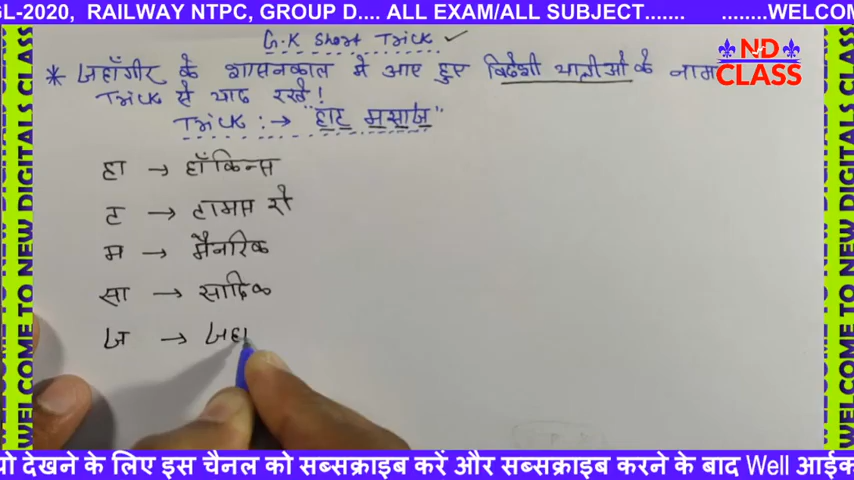 GL-2020, RAILWAY NTPC, GROUP D.... ALL EXAM/ALL SUBJECT....... ........WELCOM
G.K Short Trick ✓
ND
CLASS
* जहाँगीर के शासनकाल मे आए हुए विदेशी यात्रीओ के नाम
Trick से याद रखे!
Trick :→ "हाट मसाज"
हा → हॉकिन्स
ट → टामस रो
म → मैनरिक
सा → सादिक
ज → जहा
WELCOME TO NEW DIGITALS CLASS
WELCOME TO NEW DIGITALS CLASS
यो देखने के लिए इस चैनल को सब्सक्राइब करें और सब्सक्राइब करने के बाद Well आईक